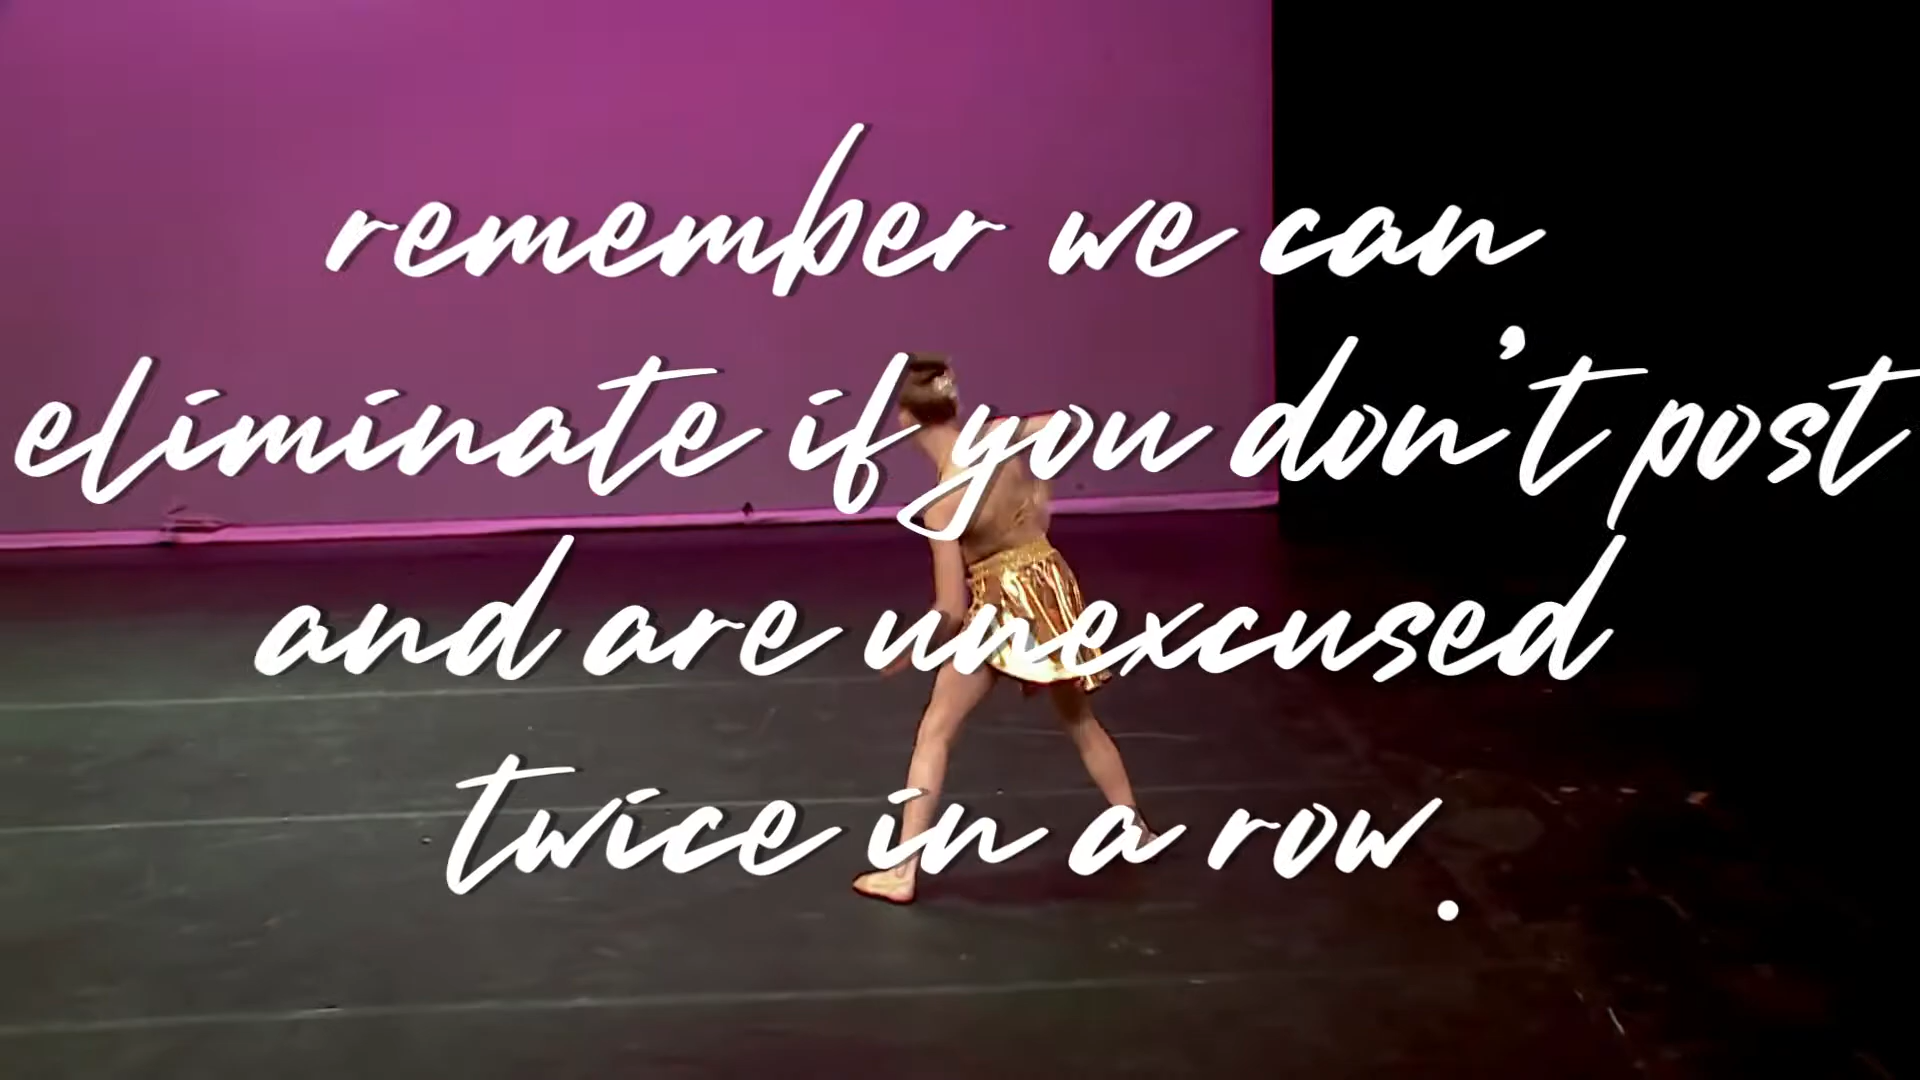 remember we can
eliminate if you don't post
and are unexcused
twice in a row.